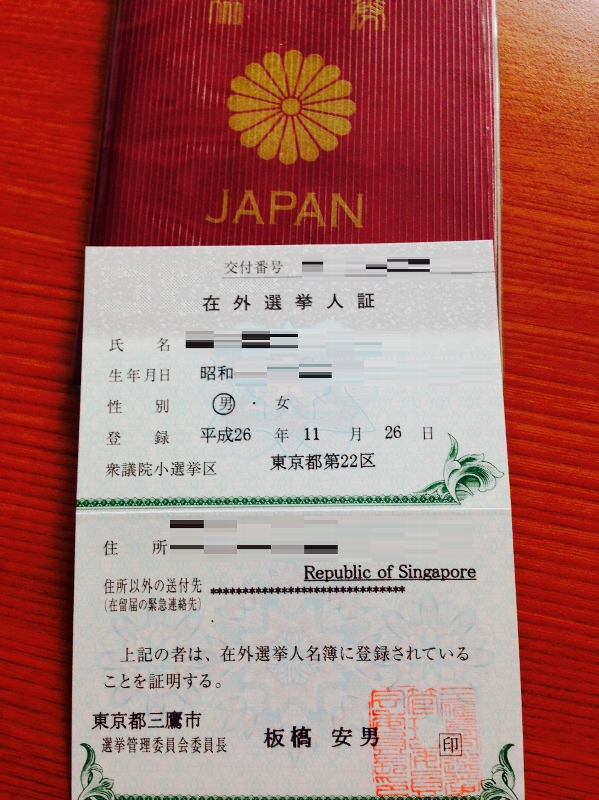 JAPAN
交付番号
在外選挙人証
氏 名
生年月日 昭和
性 別 男・女
登 録 平成26 年 11 月 26 日
衆議院小選挙区 東京都第22区
住 所
Republic of Singapore
住所以外の送付先 ******************************
(在留届の緊急連絡先)
上記の者は、在外選挙人名簿に登録されている
ことを証明する。
東京都三鷹市
選挙管理委員会委員長 板橋 安男 印